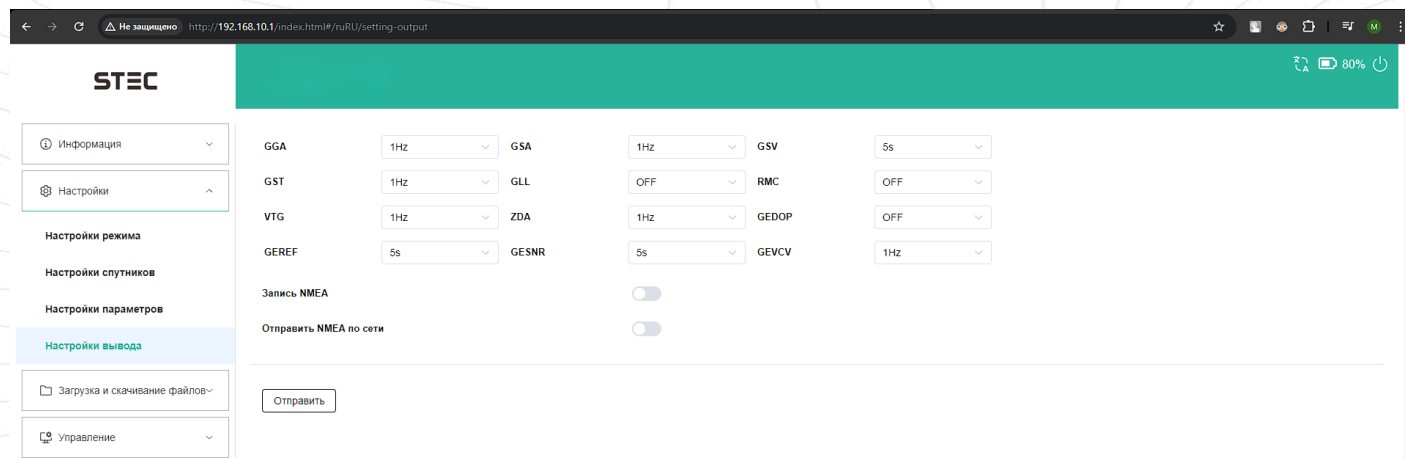 Не защищено http://192.168.10.1/index.html#/ruRU/setting-output M
STEC
80%
Информация
Настройки
Настройки режима
Настройки спутников
Настройки параметров
Настройки вывода
Загрузка и скачивание файлов
Управление
GGA 1Hz GSA 1Hz GSV 5s
GST 1Hz GLL OFF RMC OFF
VTG 1Hz ZDA 1Hz GEDOP OFF
GEREF 5s GESNR 5s GEVCV 1Hz
Запись NMEA
Отправить NMEA по сети
Отправить